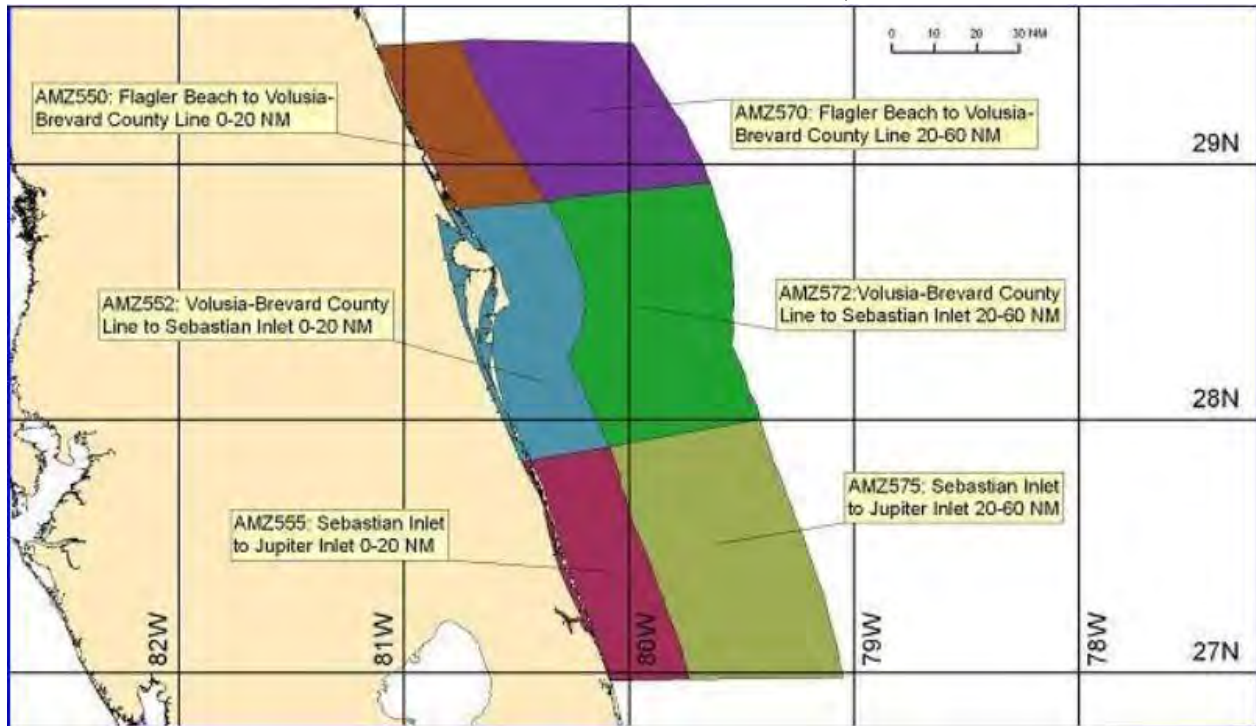 0 10 20 30 NM
AMZ550: Flagler Beach to Volusia-
Brevard County Line 0-20 NM
AMZ570: Flagler Beach to Volusia-
Brevard County Line 20-60 NM
29N
AMZ552: Volusia-Brevard County
Line to Sebastian Inlet 0-20 NM
AMZ572:Volusia-Brevard County
Line to Sebastian Inlet 20-60 NM
28N
AMZ575: Sebastian Inlet
to Jupiter Inlet 20-60 NM
AMZ555: Sebastian Inlet
to Jupiter Inlet 0-20 NM
82W
81W
80W
79W
78W
27N